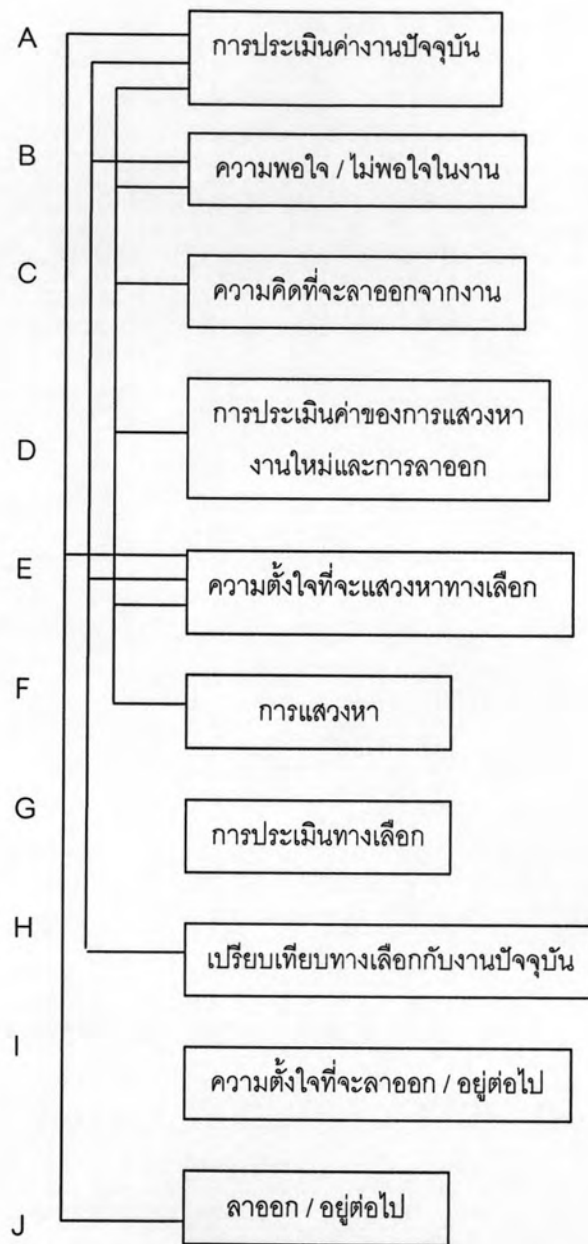 A
การประเมินค่างานปัจจุบัน
B
ความพอใจ / ไม่พอใจในงาน
C
ความคิดที่จะลาออกจากงาน
D
การประเมินค่าของการแสวงหา
งานใหม่และการลาออก
E
ความตั้งใจที่จะแสวงหาทางเลือก
F
การแสวงหา
G
การประเมินทางเลือก
H
เปรียบเทียบทางเลือกกับงานปัจจุบัน
I
ความตั้งใจที่จะลาออก / อยู่ต่อไป
J
ลาออก / อยู่ต่อไป